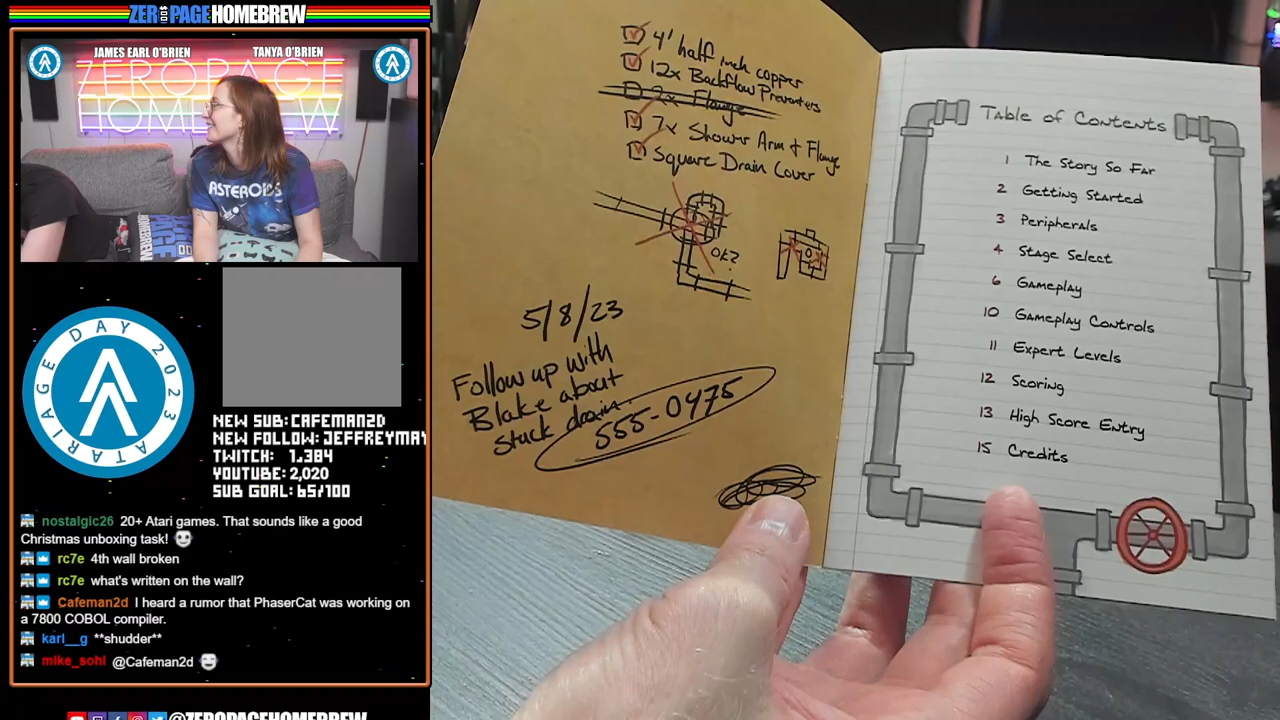 ZEROPAGEHOMEBREW
JAMES EARL O'BRIEN
TANYA O'BRIEN
ZEROPAGE
HOMEBREW
ASTEROIDS
ATARIAGE DAY 2023
NEW SUB:CAFEMAN2D
NEW FOLLOW:JEFFREYMAY
TWITCH: 1,384
YOUTUBE: 2,020
SUB GOAL: 65/100
nostalgic26 20+ Atari games. That sounds like a good
Christmas unboxing task!
rc7e 4th wall broken
rc7e what's written on the wall?
Cafeman2d I heard a rumor that PhaserCat was working on
a 7800 COBOL compiler.
karl__g **shudder**
mike_sohl @Cafeman2d
@ZEROPAGEHOMEBREW
4' half inch copper
12x Backflow Preventers
2x Flange
7x Shower Arm + Flange
Square Drain Cover
OK?
5/8/23
Follow up with
Blake about
stuck drain.
555-0475
Table of Contents
1 The Story So Far
2 Getting Started
3 Peripherals
4 Stage Select
6 Gameplay
10 Gameplay Controls
11 Expert Levels
12 Scoring
13 High Score Entry
15 Credits